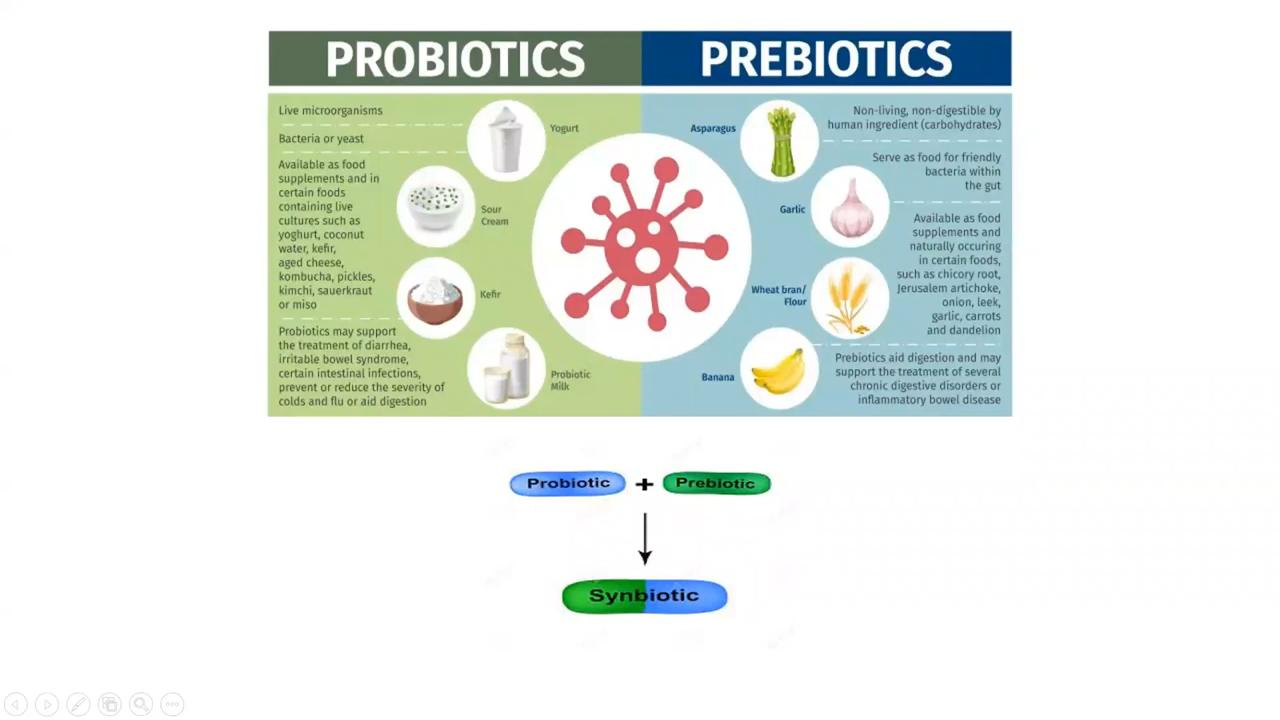 PROBIOTICS
PREBIOTICS
Live microorganisms
Bacteria or yeast
Available as food
supplements and in
certain foods
containing live
cultures such as
yoghurt, coconut
water, kefir,
aged cheese,
kombucha, pickles,
kimchi, sauerkraut
or miso
Probiotics may support
the treatment of diarrhea,
irritable bowel syndrome,
certain intestinal infections,
prevent or reduce the severity of
colds and flu or aid digestion
Yogurt
Sour
Cream
Kefir
Probiotic
Milk
Asparagus
Garlic
Wheat bran/
Flour
Banana
Non-living, non-digestible by
human ingredient (carbohydrates)
Serve as food for friendly
bacteria within
the gut
Available as food
supplements and
naturally occuring
in certain foods,
such as chicory root,
Jerusalem artichoke,
onion, leek,
garlic, carrots
and dandelion
Prebiotics aid digestion and may
support the treatment of several
chronic digestive disorders or
inflammatory bowel disease
Probiotic + Prebiotic
Synbiotic